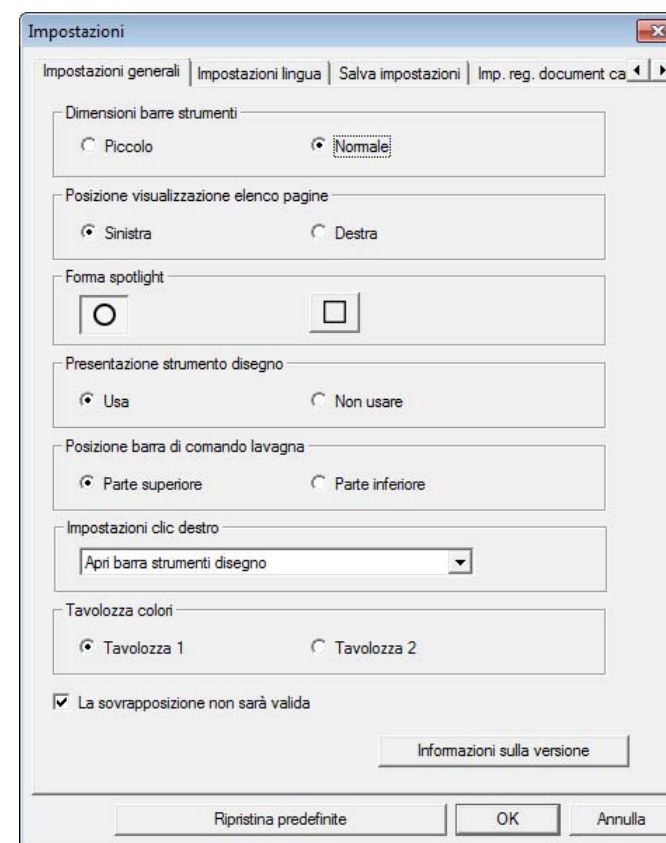 Impostazioni
Impostazioni generali Impostazioni lingua Salva impostazioni Imp. reg. document ca
Dimensioni barre strumenti
Piccolo Normale
Posizione visualizzazione elenco pagine
Sinistra Destra
Forma spotlight
Presentazione strumento disegno
Usa Non usare
Posizione barra di comando lavagna
Parte superiore Parte inferiore
Impostazioni clic destro
Apri barra strumenti disegno
Tavolozza colori
Tavolozza 1 Tavolozza 2
La sovrapposizione non sarà valida
Informazioni sulla versione
Ripristina predefinite OK Annulla